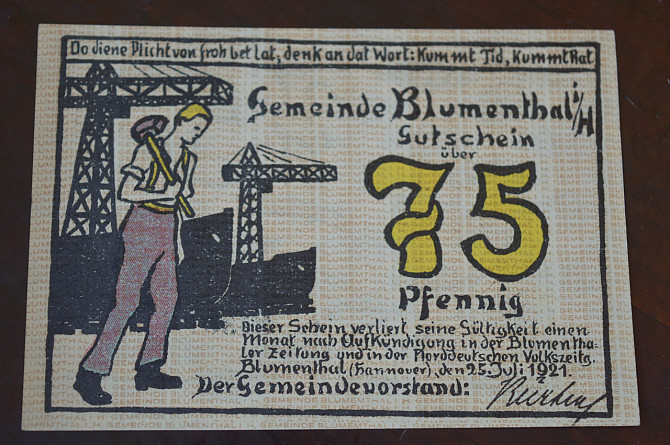 Do diene Plicht von froh bet lat, denk an dat Wort: Kummt Tid, kummt Rat
Gemeinde Blumenthal i/H
Gutschein
über
75
Pfennig
Dieser Schein verliert seine Gültigkeit einen
Monat nach Aufkündigung in der Blumentha-
ler Zeitung und in der Norddeutschen Volkszeitg.
Blumenthal (Hannover), den 25. Juli 1921.
Der Gemeindevorstand: